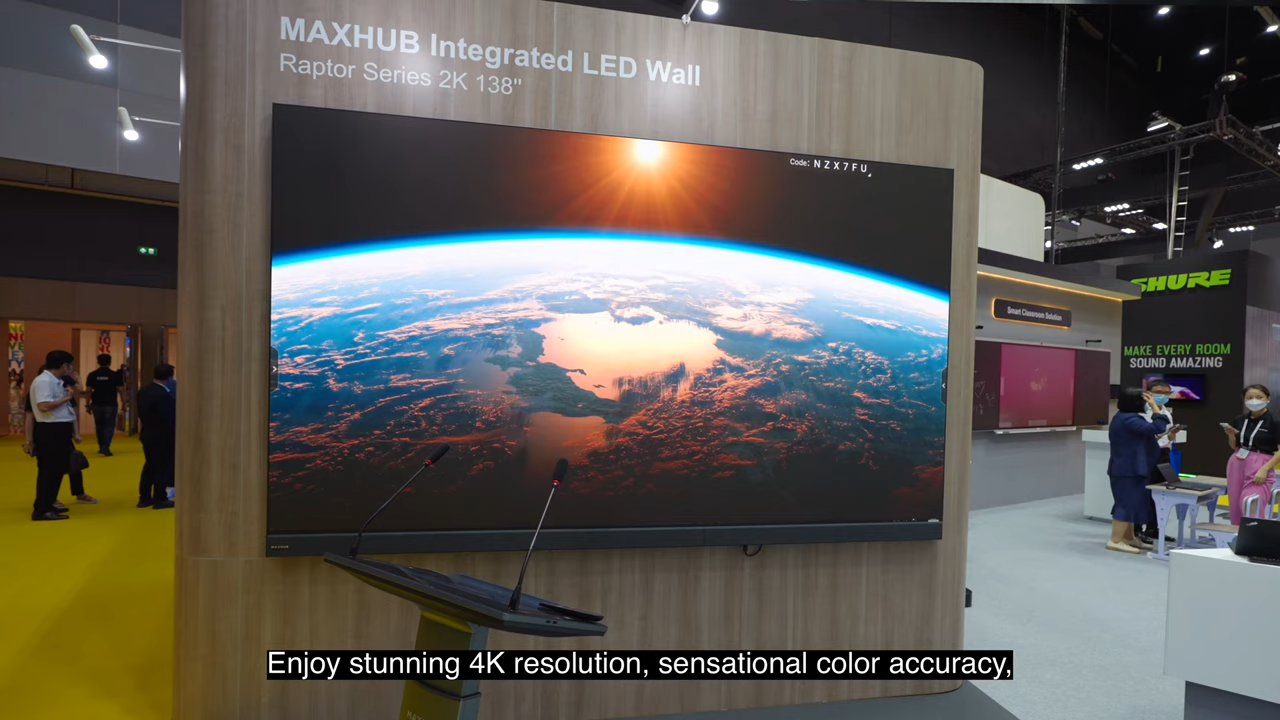 MAXHUB Integrated LED Wall
Raptor Series 2K 138"
Code: NZX7FU
SHURE
Smart Classroom Solution
MAKE EVERY ROOM
SOUND AMAZING
MAXHUB
Enjoy stunning 4K resolution, sensational color accuracy,